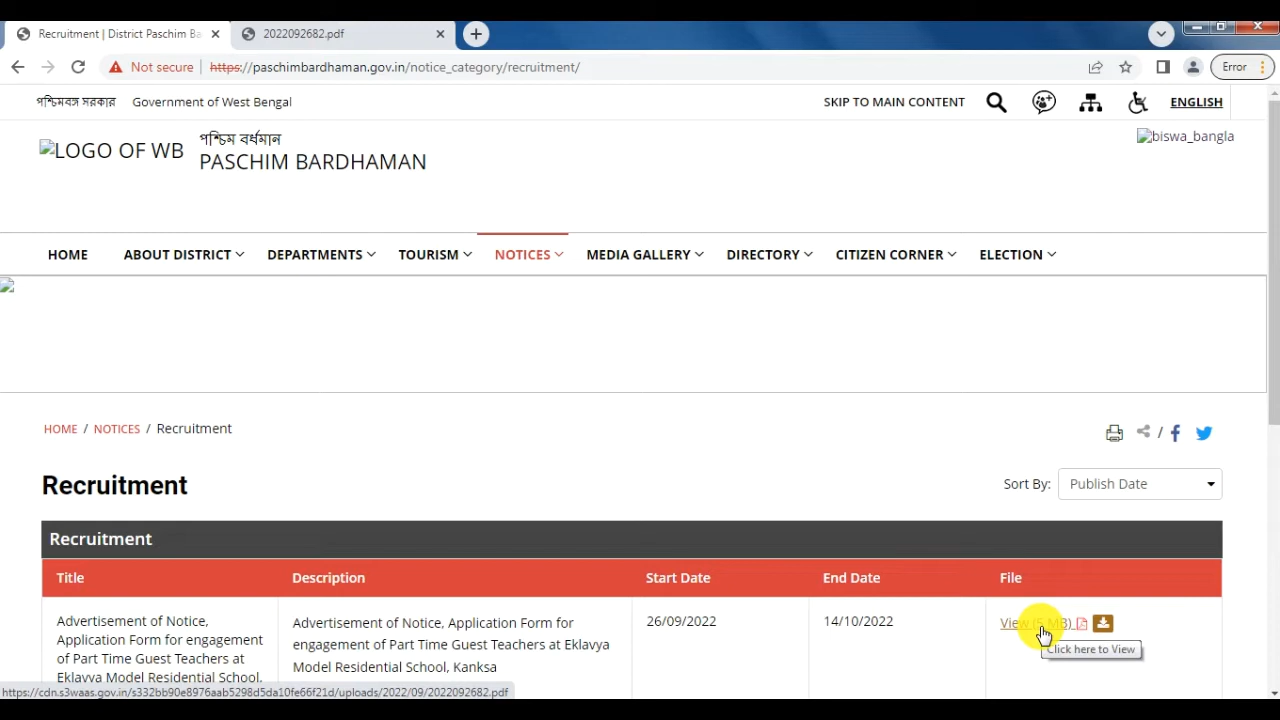 Recruitment | District Paschim Ba
2022092682.pdf
Not secure | https://paschimbardhaman.gov.in/notice_category/recruitment/
Error
পশ্চিমবঙ্গ সরকার Government of West Bengal
SKIP TO MAIN CONTENT
ENGLISH
LOGO OF WB
পশ্চিম বর্ধমান
PASCHIM BARDHAMAN
biswa_bangla
HOME ABOUT DISTRICT DEPARTMENTS TOURISM NOTICES MEDIA GALLERY DIRECTORY CITIZEN CORNER ELECTION
HOME / NOTICES / Recruitment
Recruitment
Sort By: Publish Date
Recruitment
Title Description Start Date End Date File
Advertisement of Notice,
Application Form for engagement
of Part Time Guest Teachers at
Eklavya Model Residential School,
Advertisement of Notice, Application Form for
engagement of Part Time Guest Teachers at Eklavya
Model Residential School, Kanksa
26/09/2022
14/10/2022
View (5 MB)
Click here to View
https://cdn.s3waas.gov.in/s332bb90e8976aab5298d5da10fe66f21d/uploads/2022/09/2022092682.pdf